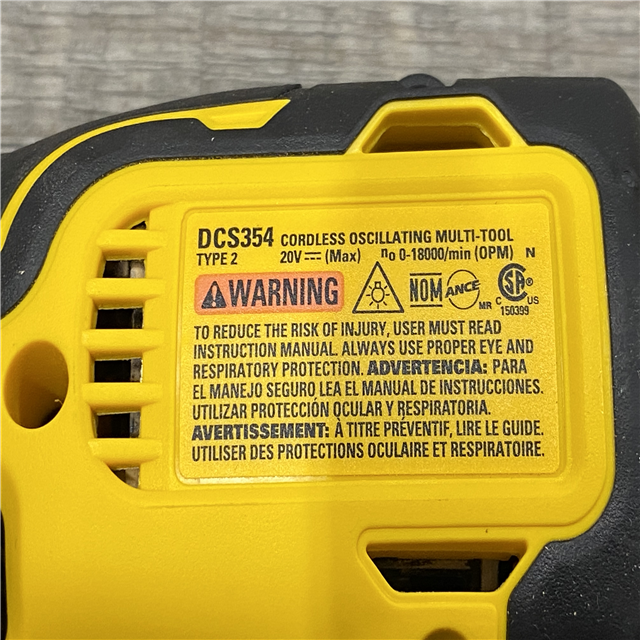 DCS354 CORDLESS OSCILLATING MULTI-TOOL
TYPE 2 20V (Max) no 0-18000/min (OPM) N
WARNING NOM ANCE MR C SA US
150399
TO REDUCE THE RISK OF INJURY, USER MUST READ
INSTRUCTION MANUAL. ALWAYS USE PROPER EYE AND
RESPIRATORY PROTECTION. ADVERTENCIA: PARA
EL MANEJO SEGURO LEA EL MANUAL DE INSTRUCCIONES.
UTILIZAR PROTECCIÓN OCULAR Y RESPIRATORIA.
AVERTISSEMENT: À TITRE PRÉVENTIF, LIRE LE GUIDE.
UTILISER DES PROTECTIONS OCULAIRE ET RESPIRATOIRE.